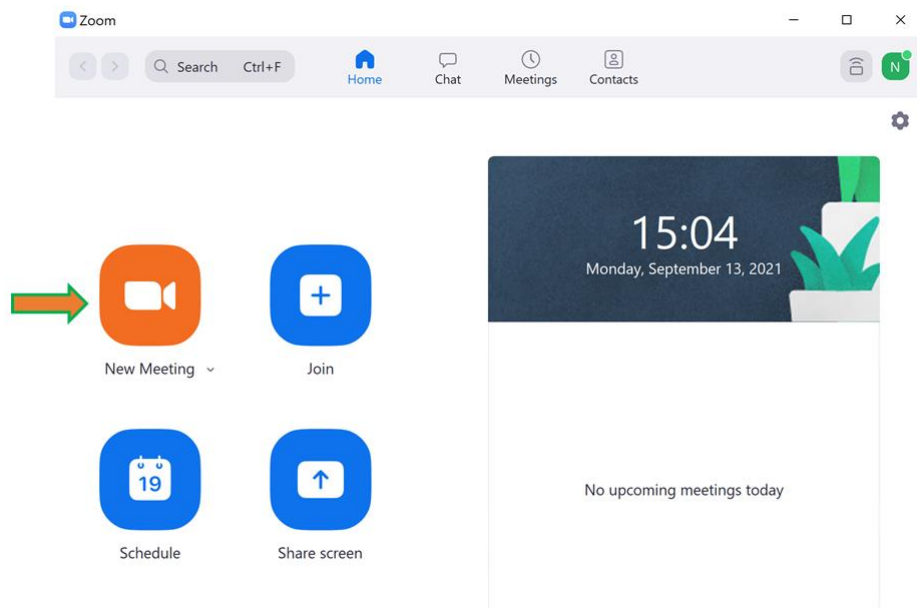 Zoom
Search Ctrl+F
Home
Chat
Meetings
Contacts
N
15:04
Monday, September 13, 2021
New Meeting
Join
19
Schedule
Share screen
No upcoming meetings today